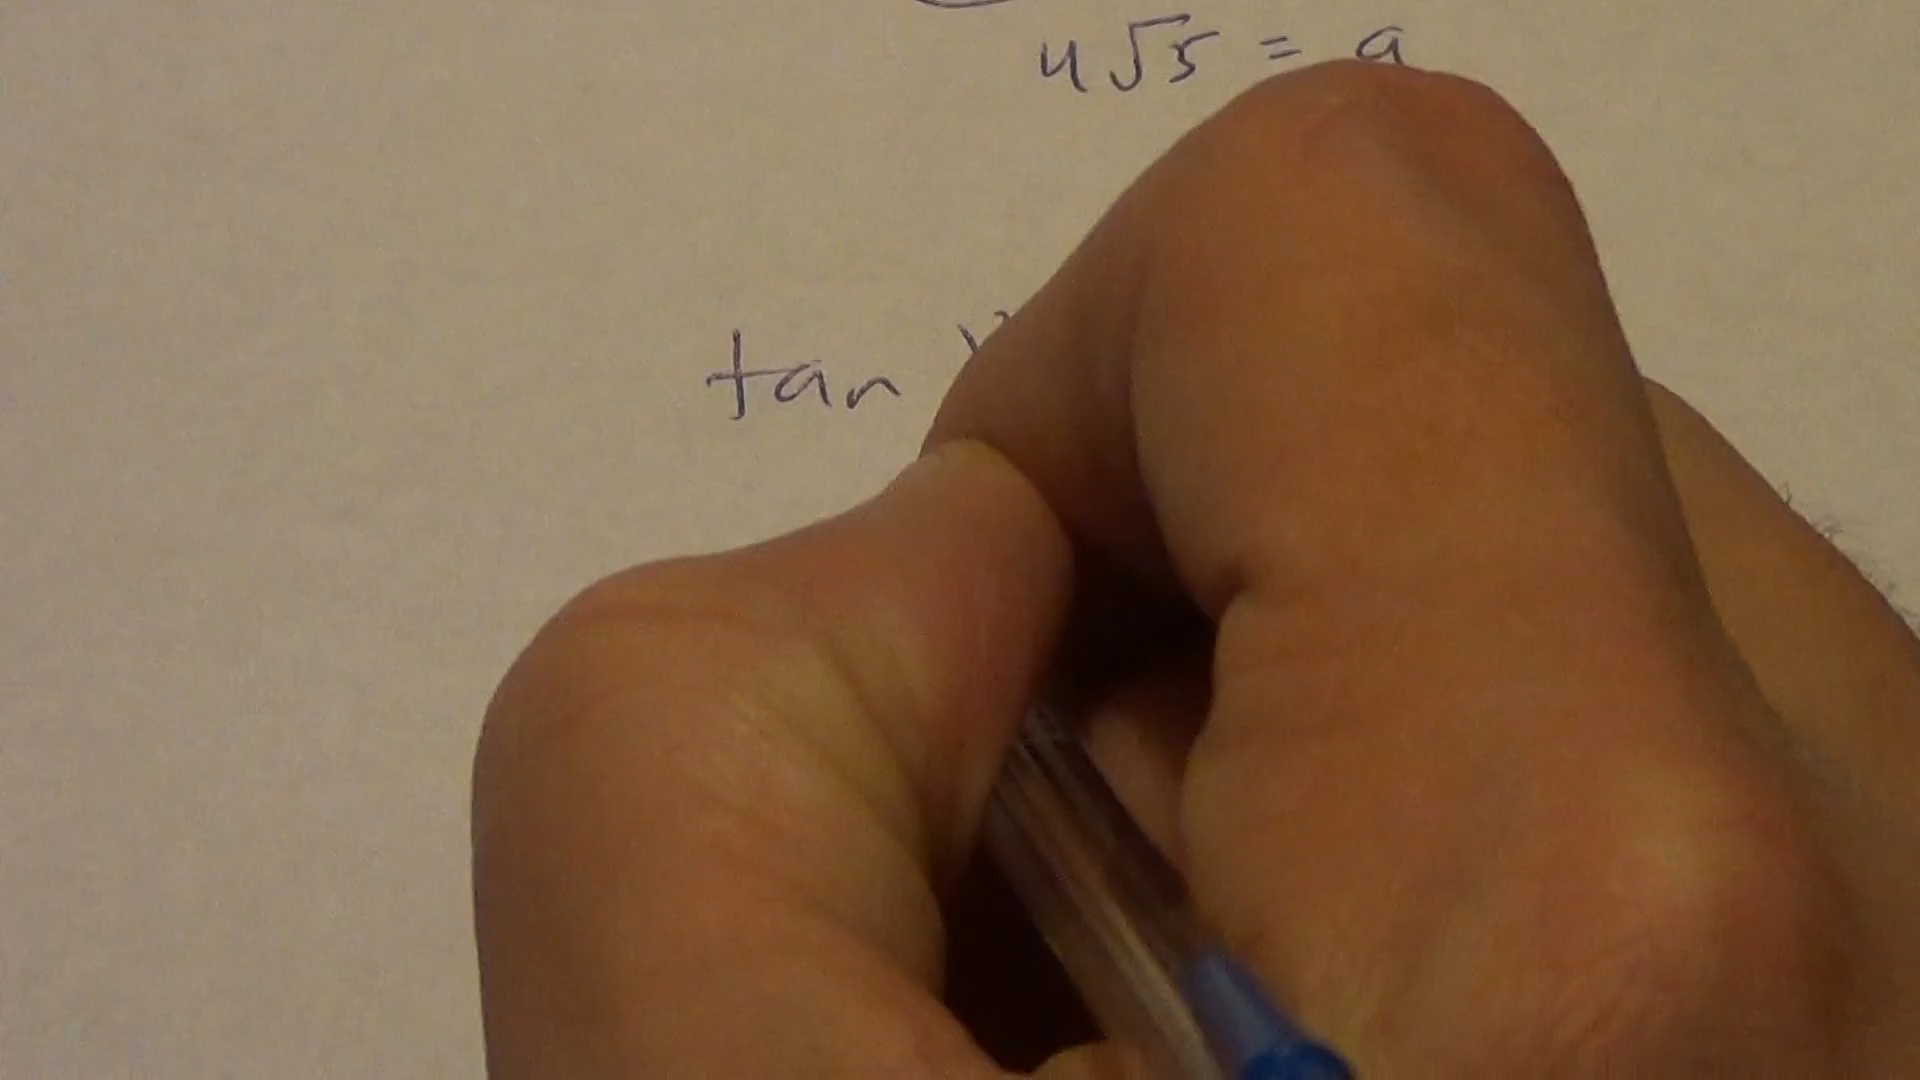 4√5 = a
tan